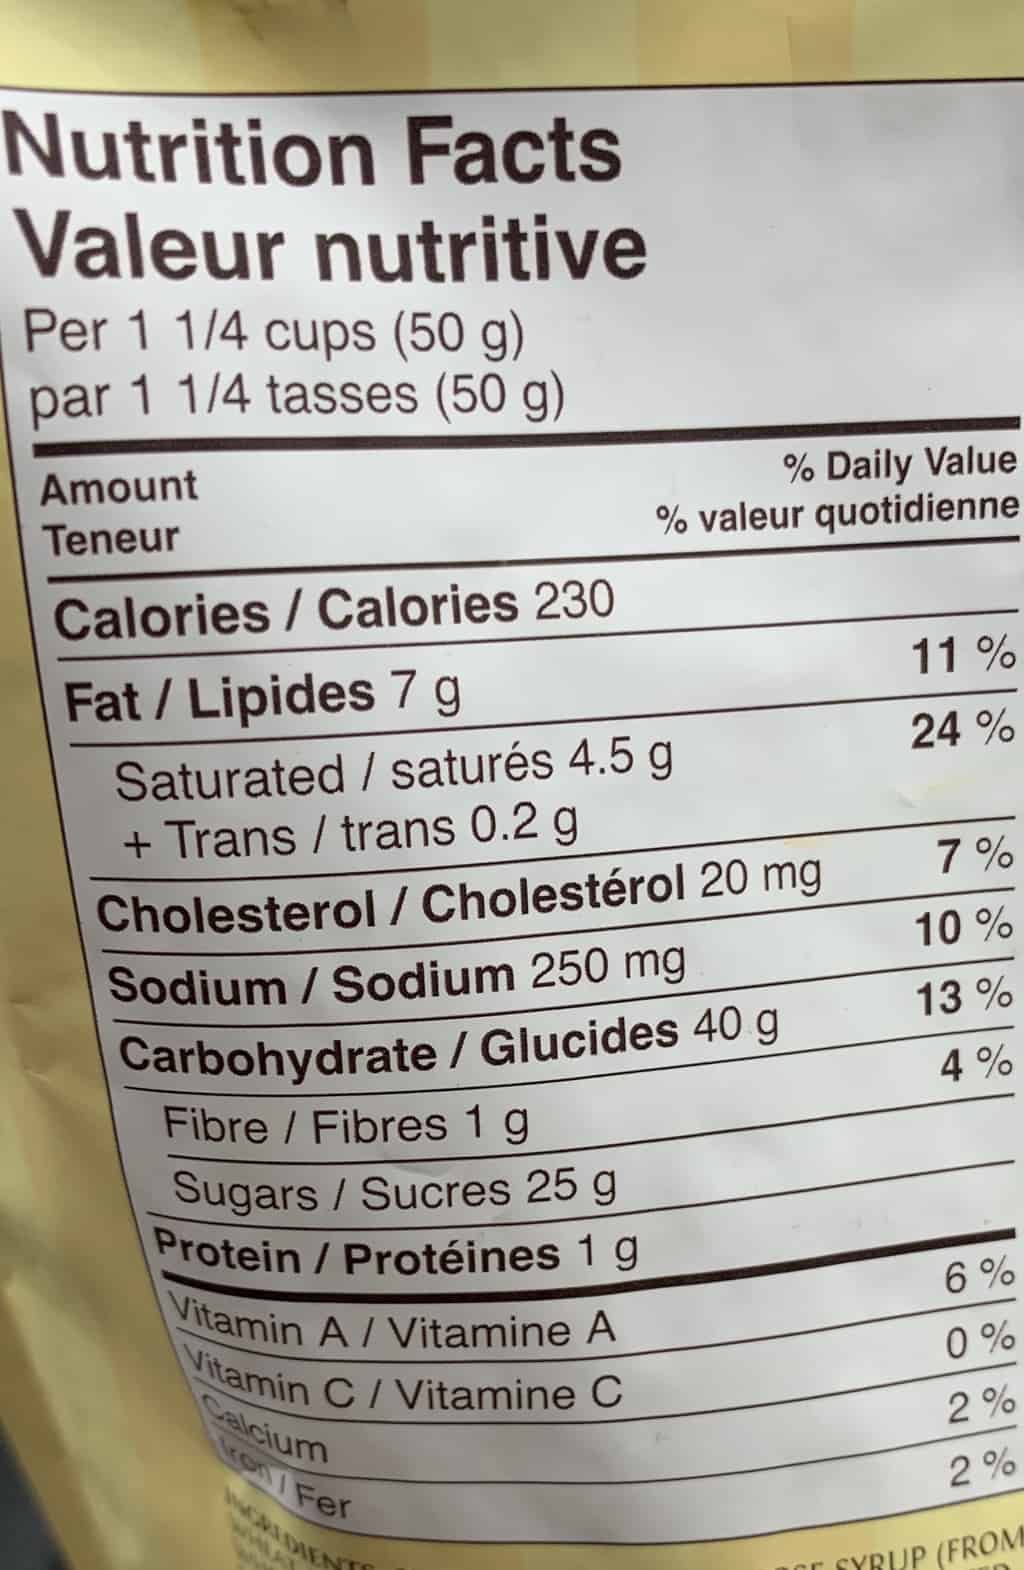 Nutrition Facts
Valeur nutritive
Per 1 1/4 cups (50 g)
par 1 1/4 tasses (50 g)
Amount % Daily Value
Teneur % valeur quotidienne
Calories / Calories 230
Fat / Lipides 7 g 11 %
Saturated / saturés 4.5 g 24 %
+ Trans / trans 0.2 g
Cholesterol / Cholestérol 20 mg 7 %
Sodium / Sodium 250 mg 10 %
Carbohydrate / Glucides 40 g 13 %
Fibre / Fibres 1 g 4 %
Sugars / Sucres 25 g
Protein / Protéines 1 g
Vitamin A / Vitamine A 6 %
Vitamin C / Vitamine C 0 %
Calcium 2 %
Iron / Fer 2 %
INGREDIENTS SYRUP (FROM